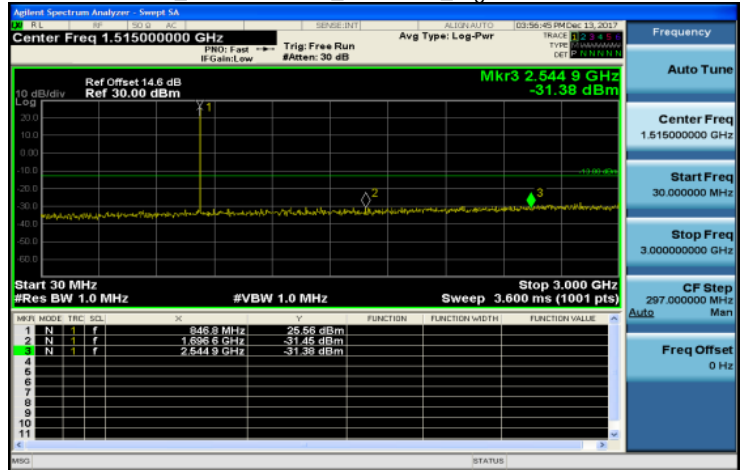 Agilent Spectrum Analyzer - Swept SA
RL RF 50 Ω AC SENSE:INT ALIGNAUTO 03:56:45 PM Dec 13, 2017
Center Freq 1.515000000 GHz
PNO: Fast Trig: Free Run
IFGain:Low #Atten: 30 dB
Avg Type: Log-Pwr
TRACE 1 2 3 4 5 6
TYPE
DET P N N N N N
Mkr3 2.544 9 GHz
-31.38 dBm
Ref Offset 14.6 dB
10 dB/div Ref 30.00 dBm
Log
1
20.0
10.0
0.00
-10.0
-13.00 dBm
-20.0
2
3
-30.0
-40.0
-50.0
-60.0
Start 30 MHz Stop 3.000 GHz
#Res BW 1.0 MHz #VBW 1.0 MHz Sweep 3.600 ms (1001 pts)
MKR MODE TRC SCL X Y FUNCTION FUNCTION WIDTH FUNCTION VALUE
1 N 1 f 846.8 MHz 25.56 dBm
2 N 1 f 1.696 6 GHz -31.45 dBm
3 N 1 f 2.544 9 GHz -31.38 dBm
4
5
6
7
8
9
10
11
MSG STATUS
Frequency
Auto Tune
Center Freq
1.515000000 GHz
Start Freq
30.000000 MHz
Stop Freq
3.000000000 GHz
CF Step
297.000000 MHz
Auto Man
Freq Offset
0 Hz